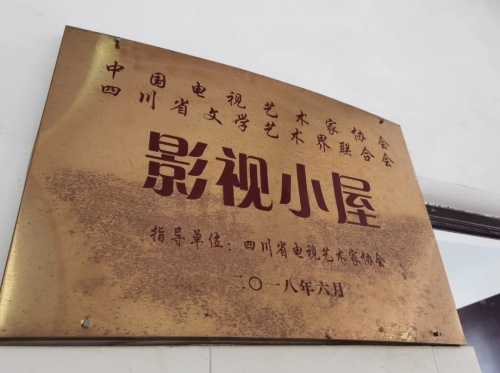 中国电视艺术家协会
四川省文学艺术界联合会
影视小屋
指导单位：四川省电视艺术家协会
二〇一八年六月